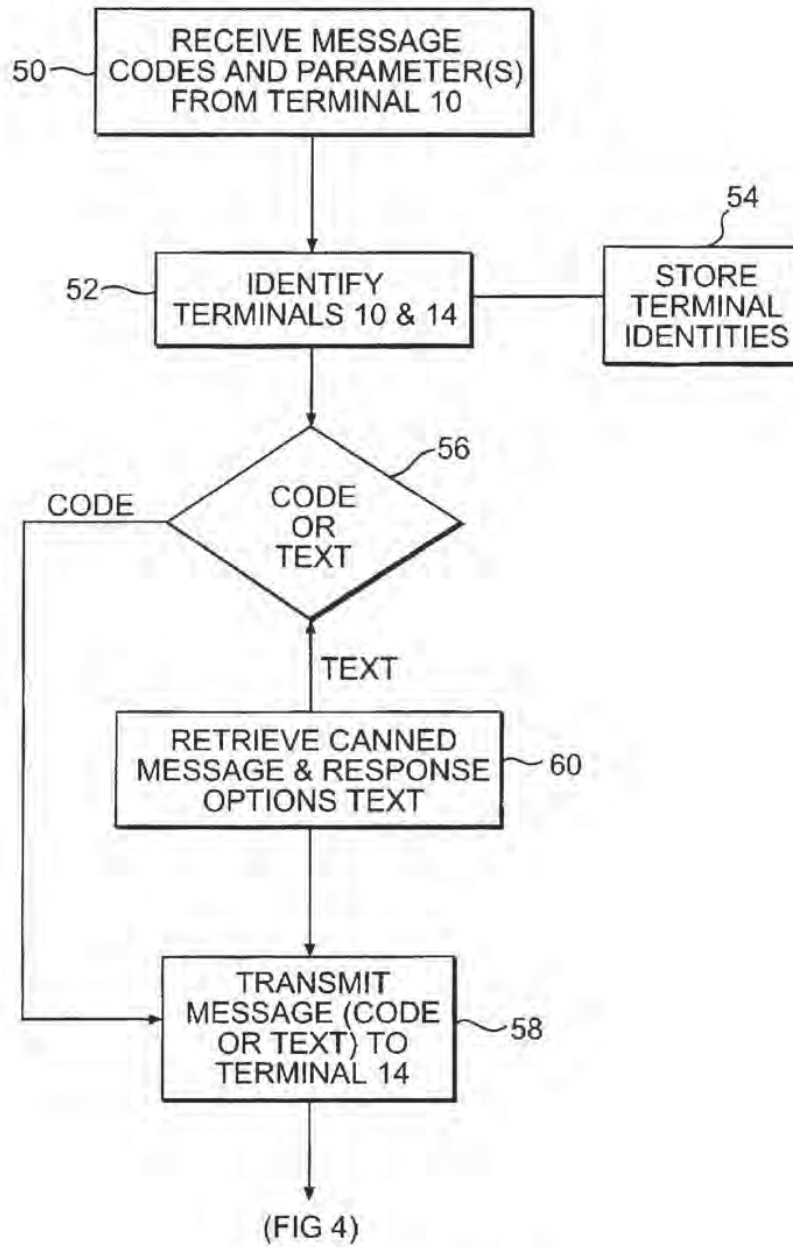 RECEIVE MESSAGE
CODES AND PARAMETER(S)
FROM TERMINAL 10
50
54
STORE
TERMINAL
IDENTITIES
52
IDENTIFY
TERMINALS 10 & 14
56
CODE
CODE
OR
TEXT
TEXT
RETRIEVE CANNED
MESSAGE & RESPONSE
OPTIONS TEXT
60
TRANSMIT
MESSAGE (CODE
OR TEXT) TO
TERMINAL 14
58
(FIG 4)